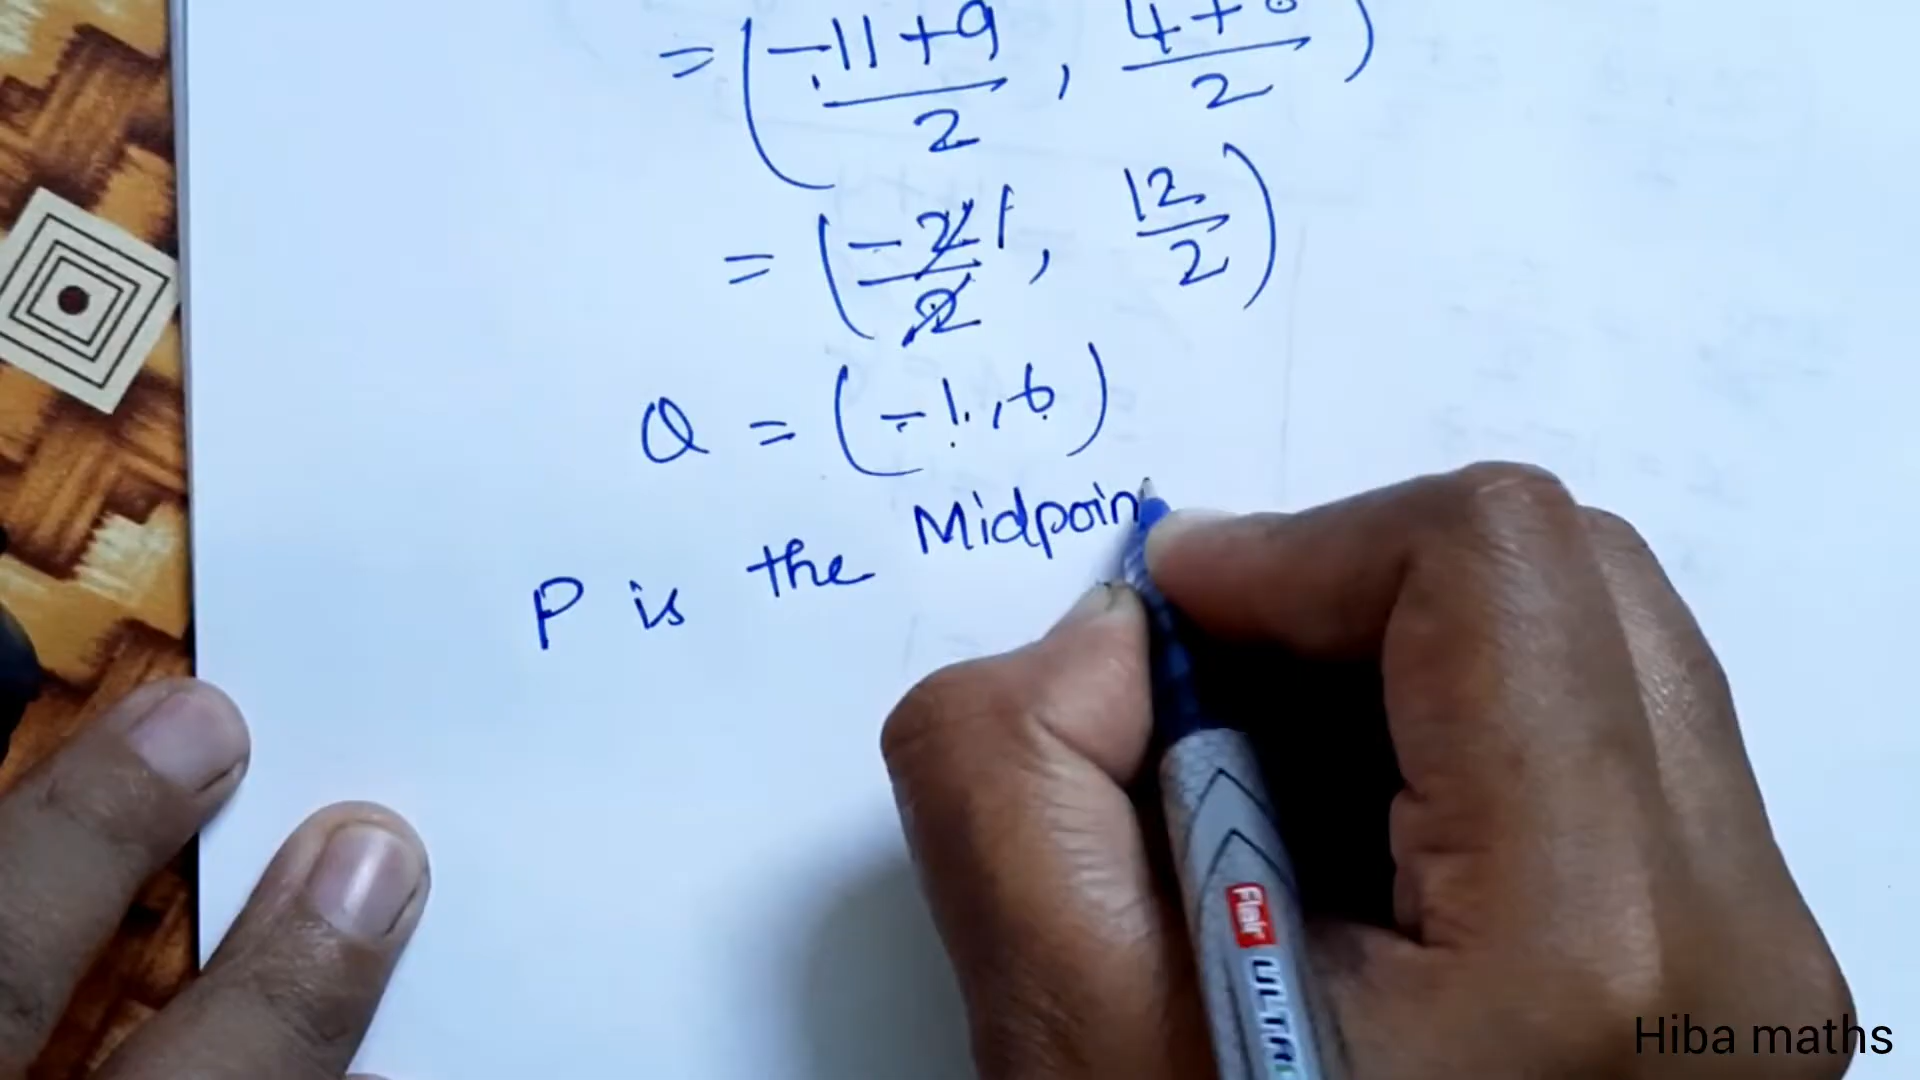 = (-11+9/2, 4+8/2)
= (-2/2 1, 12/2)
Q = (-1, 6)
P is the Midpoin
Flair ULTRA
Hiba maths